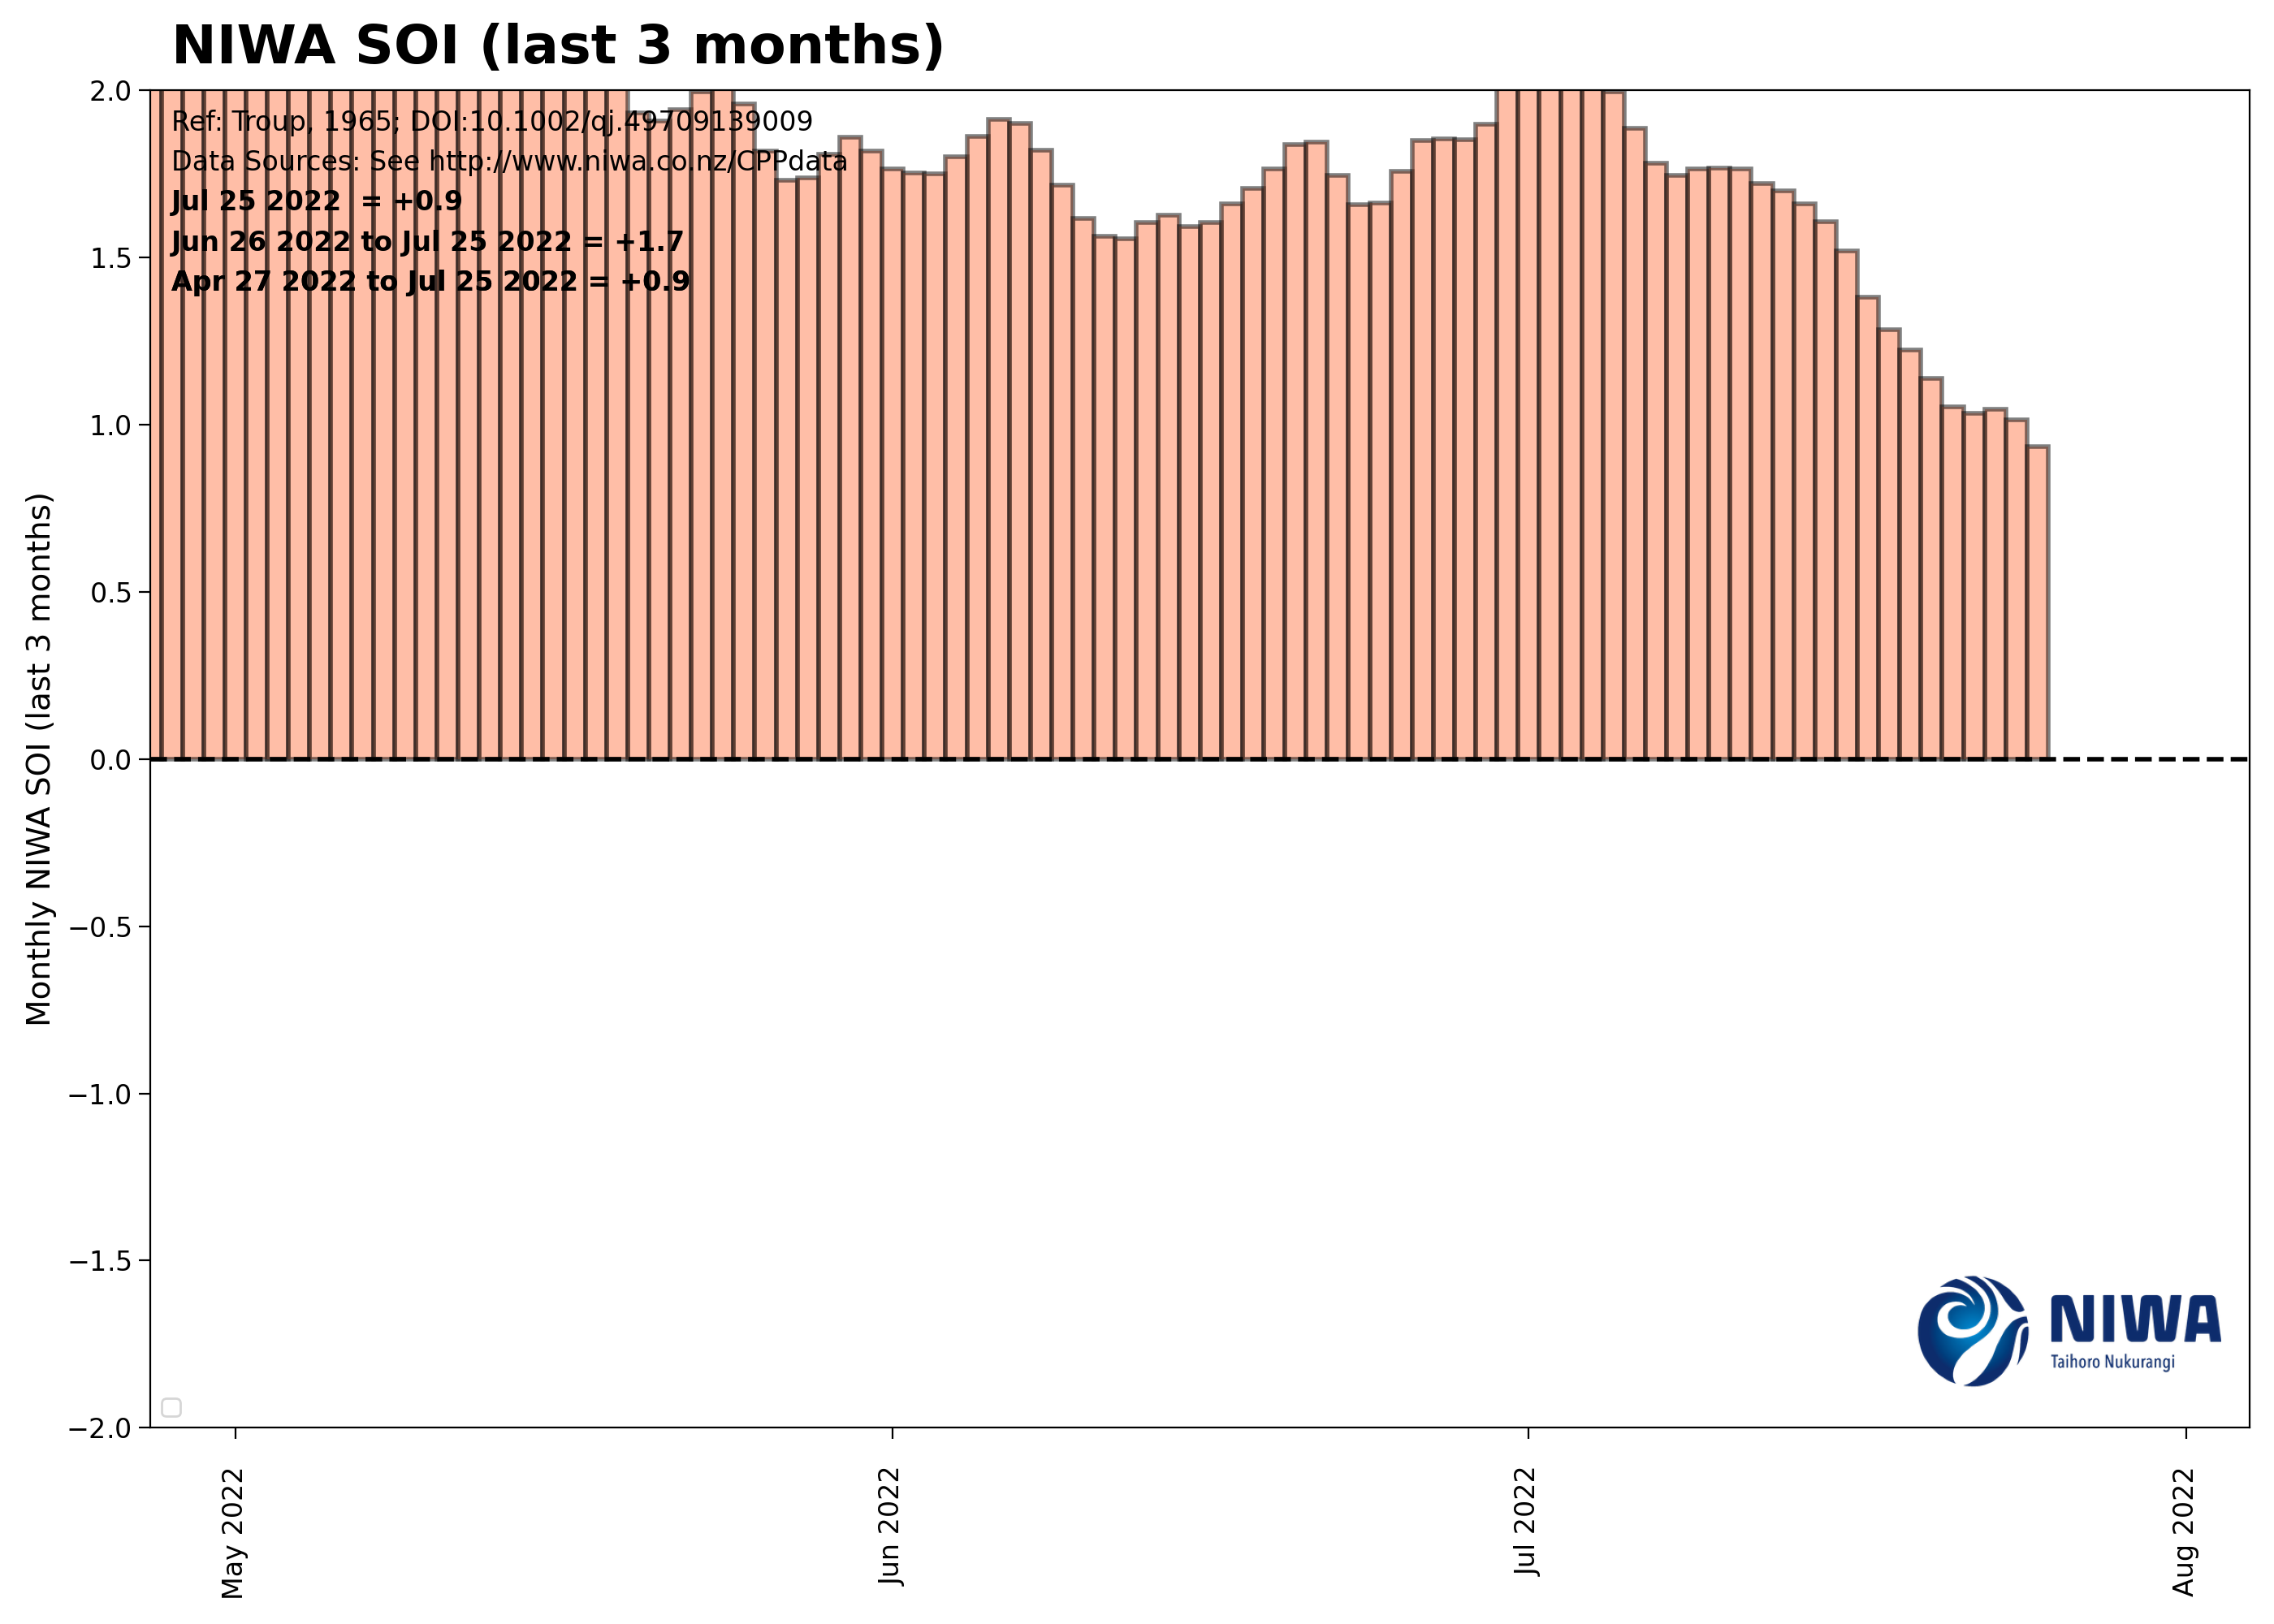 NIWA SOI (last 3 months)
Ref: Troup, 1965; DOI:10.1002/qj.49709139009
Data Sources: See http://www.niwa.co.nz/CPPdata
Jul 25 2022  = +0.9
Jun 26 2022 to Jul 25 2022 = +1.7
Apr 27 2022 to Jul 25 2022 = +0.9
Monthly NIWA SOI (last 3 months)
2.0
1.5
1.0
0.5
0.0
−0.5
−1.0
−1.5
−2.0
NIWA
Taihoro Nukurangi
May 2022
Jun 2022
Jul 2022
Aug 2022